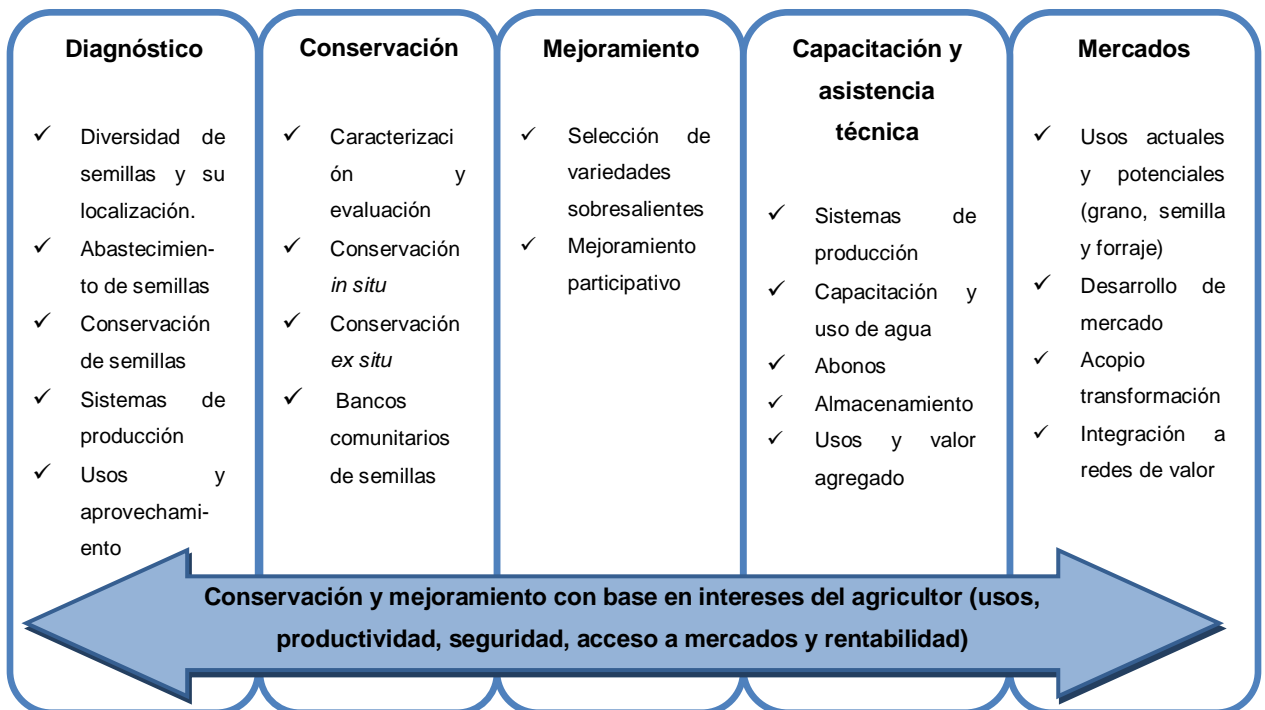 Diagnóstico
✓ Diversidad de
semillas y su
localización.
✓ Abastecimien-
to de semillas
✓ Conservación
de semillas
✓ Sistemas de
producción
✓ Usos y
aprovechami-
ento
Conservación
✓ Caracterizaci
ón y
evaluación
✓ Conservación
in situ
✓ Conservación
ex situ
✓ Bancos
comunitarios
de semillas
Mejoramiento
✓ Selección de
variedades
sobresalientes
✓ Mejoramiento
participativo
Capacitación y
asistencia
técnica
✓ Sistemas de
producción
✓ Capacitación y
uso de agua
✓ Abonos
✓ Almacenamiento
✓ Usos y valor
agregado
Mercados
✓ Usos actuales
y potenciales
(grano, semilla
y forraje)
✓ Desarrollo de
mercado
✓ Acopio
transformación
✓ Integración a
redes de valor
Conservación y mejoramiento con base en intereses del agricultor (usos,
productividad, seguridad, acceso a mercados y rentabilidad)